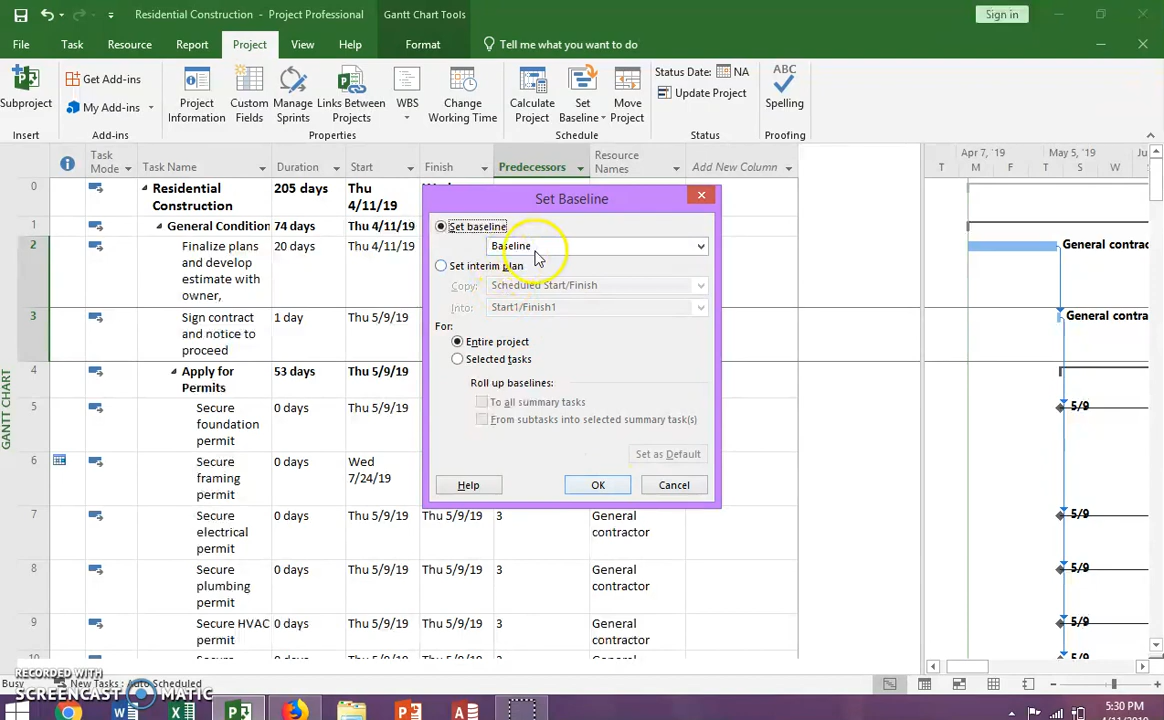 Residential Construction - Project Professional
Gantt Chart Tools
Sign in
File
Task
Resource
Report
Project
View
Help
Format
Tell me what you want to do
Subproject
Insert
Get Add-ins
My Add-ins
Add-ins
Project
Information
Custom
Fields
Manage
Sprints
Links Between
Projects
WBS
Change
Working Time
Properties
Calculate
Project
Set
Baseline
Move
Project
Schedule
Status Date:
NA
Update Project
Status
ABC
Spelling
Proofing
Task
Mode
Task Name
Duration
Start
Finish
Predecessors
Resource
Names
Add New Column
Apr 7, '19
May 5, '19
T
M
F
T
S
W
0
Residential
Construction
205 days
Thu
4/11/19
1
General Condition
74 days
Thu 4/11/19
2
Finalize plans
and develop
estimate with
owner,
20 days
Thu 4/11/19
General contrac
3
Sign contract
and notice to
proceed
1 day
Thu 5/9/19
General contra
4
Apply for
Permits
53 days
Thu 5/9/19
5
Secure
foundation
permit
0 days
Thu 5/9/19
5/9
6
Secure
framing
permit
0 days
Wed
7/24/19
7
Secure
electrical
permit
0 days
Thu 5/9/19
Thu 5/9/19
3
General
contractor
5/9
8
Secure
plumbing
permit
0 days
Thu 5/9/19
Thu 5/9/19
3
General
contractor
5/9
9
Secure HVAC
permit
0 days
Thu 5/9/19
Thu 5/9/19
3
General
contractor
5/9
GANTT CHART
Set Baseline
Set baseline
Baseline
Set interim plan
Copy:
Scheduled Start/Finish
Into:
Start1/Finish1
For:
Entire project
Selected tasks
Roll up baselines:
To all summary tasks
From subtasks into selected summary task(s)
Set as Default
Help
OK
Cancel
RECORDED WITH
SCREENCAST MATIC
New Tasks : Auto Scheduled
5:30 PM